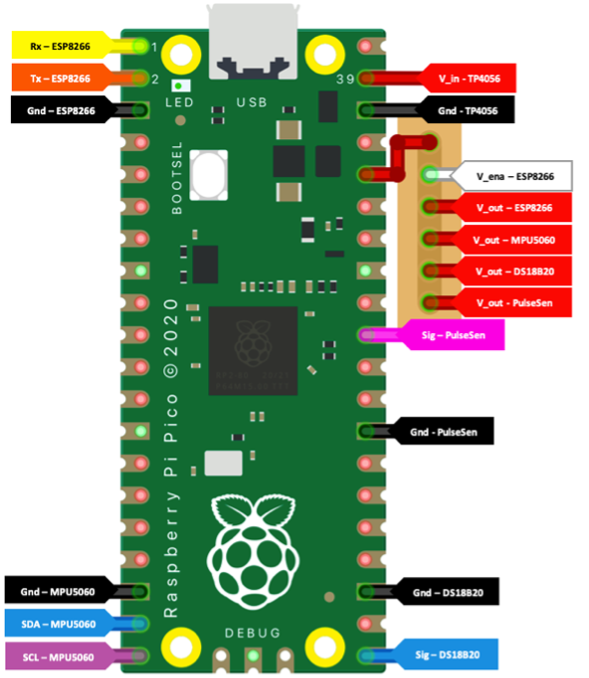 Rx – ESP8266
1
Tx – ESP8266
2
39
V_in - TP4056
Gnd – ESP8266
LED
USB
Gnd - TP4056
BOOTSEL
V_ena – ESP8266
V_out – ESP8266
V_out – MPU5060
V_out – DS18B20
V_out - PulseSen
Raspberry Pi Pico ©2020
Sig – PulseSen
Gnd - PulseSen
Gnd – MPU5060
Gnd – DS18B20
SDA – MPU5060
DEBUG
SCL – MPU5060
Sig – DS18B20